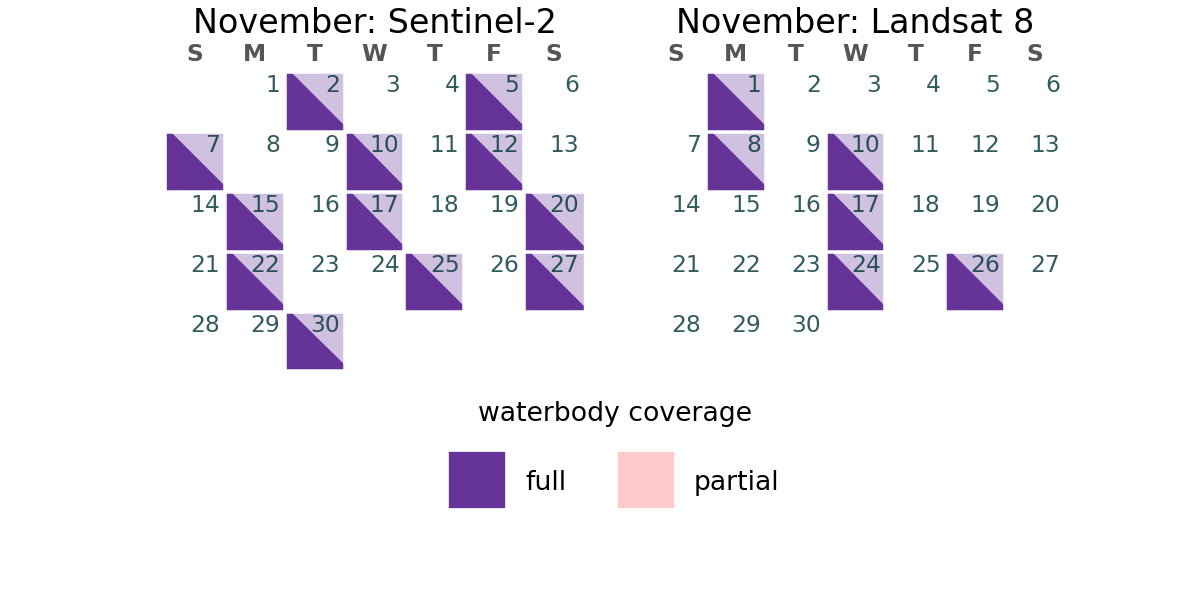 November: Sentinel-2
S M T W T F S
1 2 3 4 5 6
7 8 9 10 11 12 13
14 15 16 17 18 19 20
21 22 23 24 25 26 27
28 29 30
November: Landsat 8
S M T W T F S
1 2 3 4 5 6
7 8 9 10 11 12 13
14 15 16 17 18 19 20
21 22 23 24 25 26 27
28 29 30
waterbody coverage
full partial